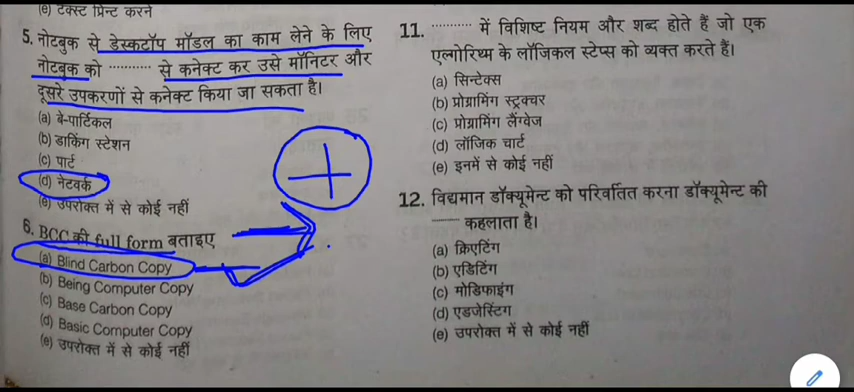 (e) टेक्स्ट प्रिन्ट करने
5. नोटबुक से डेस्कटॉप मॉडल का काम लेने के लिए
नोटबुक को ........... से कनेक्ट कर उसे मॉनिटर और
दूसरे उपकरणों से कनेक्ट किया जा सकता है।
(a) बे-पार्टिकल
(b) डाकिंग स्टेशन
(c) पार्ट
(d) नेटवर्क
(e) उपरोक्त में से कोई नहीं
6. BCC की full form बताइए
(a) Blind Carbon Copy
(b) Being Computer Copy
(c) Base Carbon Copy
(d) Basic Computer Copy
(e) उपरोक्त में से कोई नहीं
11. ........... में विशिष्ट नियम और शब्द होते हैं जो एक
एल्गोरिथ्म के लॉजिकल स्टेप्स को व्यक्त करते हैं।
(a) सिन्टेक्स
(b) प्रोग्रामिंग स्ट्रक्चर
(c) प्रोग्रामिंग लैंग्वेज
(d) लॉजिक चार्ट
(e) इनमें से कोई नहीं
12. विद्यमान डॉक्यूमेन्ट को परिवर्तित करना डॉक्यूमेन्ट की
........ कहलाता है।
(a) क्रिएटिंग
(b) एडिटिंग
(c) मोडिफाइंग
(d) एडजेस्टिंग
(e) उपरोक्त में से कोई नहीं